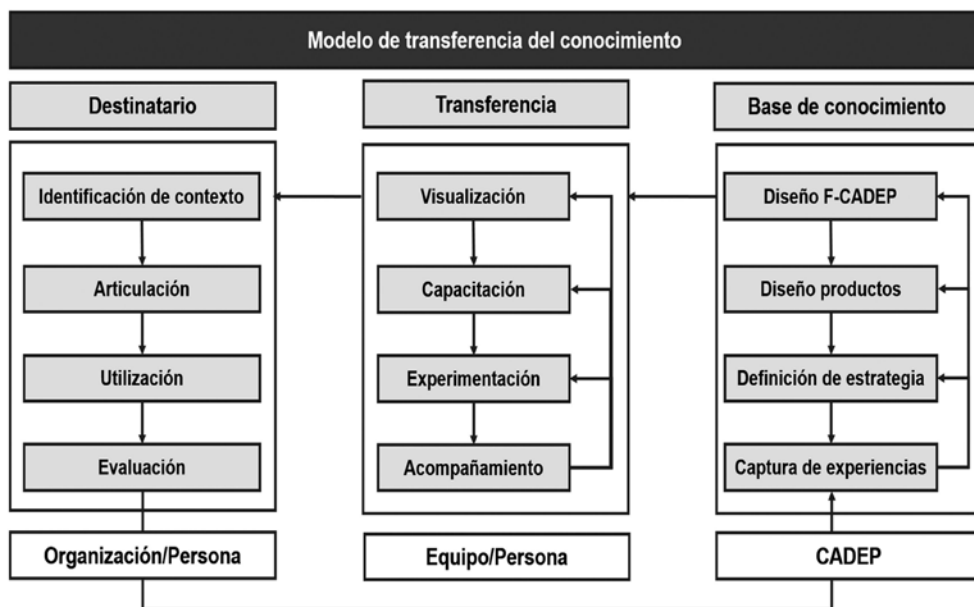 Modelo de transferencia del conocimiento
Destinatario
Transferencia
Base de conocimiento
Identificación de contexto
Articulación
Utilización
Evaluación
Visualización
Capacitación
Experimentación
Acompañamiento
Diseño F-CADEP
Diseño productos
Definición de estrategia
Captura de experiencias
Organización/Persona
Equipo/Persona
CADEP